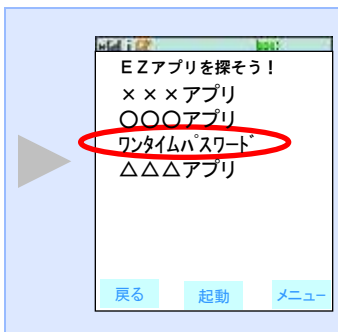 EZアプリを探そう!
×××アプリ
○○○アプリ
ワンタイムパスワード
△△△アプリ
戻る 起動 メニュー